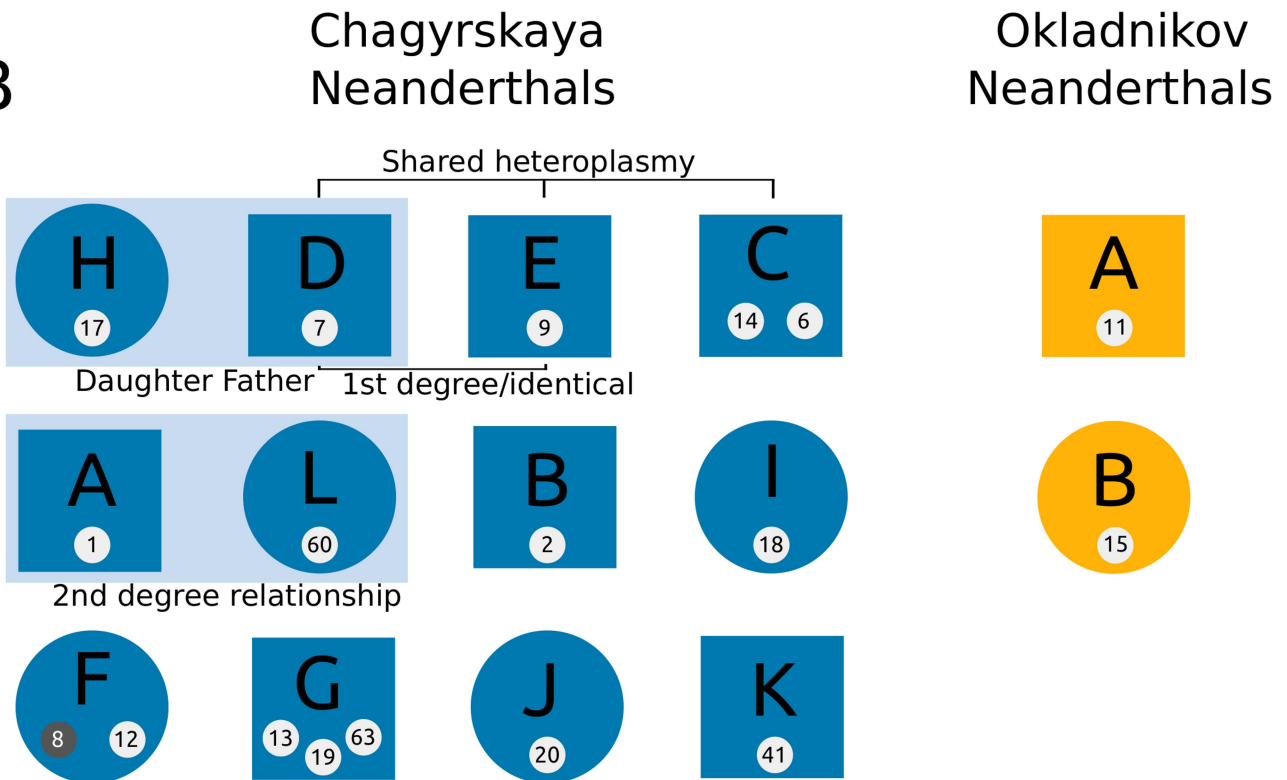 B
Chagyrskaya
Neanderthals
Okladnikov
Neanderthals
Shared heteroplasmy
H
17
D
7
E
9
C
14 6
A
11
Daughter Father
1st degree/identical
A
1
L
60
B
2
I
18
B
15
2nd degree relationship
F
8 12
G
13 19 63
J
20
K
41